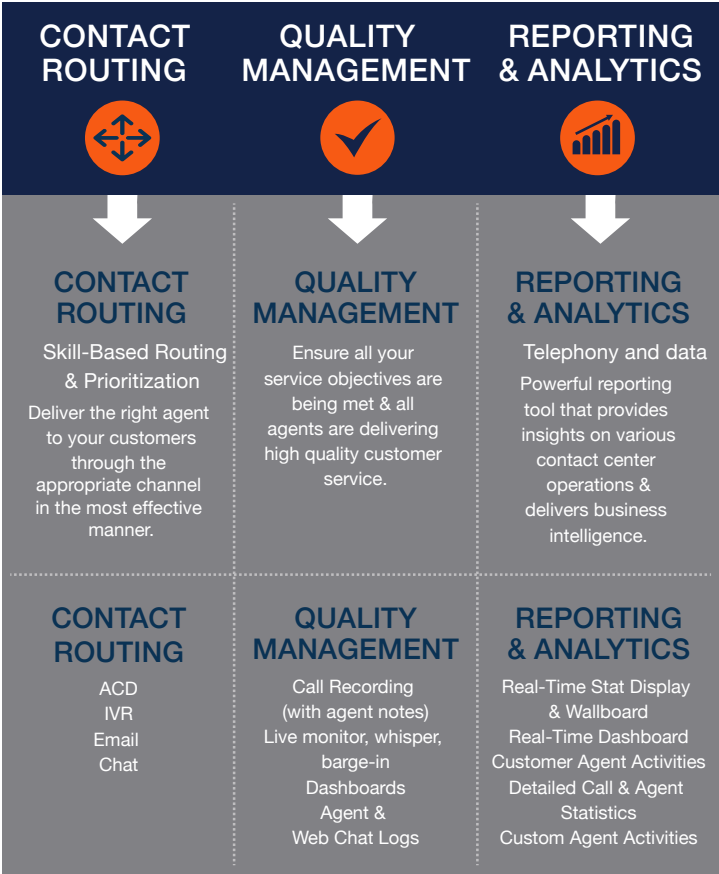 CONTACT
ROUTING
QUALITY
MANAGEMENT
REPORTING
& ANALYTICS
CONTACT
ROUTING
Skill-Based Routing
& Prioritization
Deliver the right agent
to your customers
through the
appropriate channel
in the most effective
manner.
QUALITY
MANAGEMENT
Ensure all your
service objectives are
being met & all
agents are delivering
high quality customer
service.
REPORTING
& ANALYTICS
Telephony and data
Powerful reporting
tool that provides
insights on various
contact center
operations &
delivers business
intelligence.
CONTACT
ROUTING
ACD
IVR
Email
Chat
QUALITY
MANAGEMENT
Call Recording
(with agent notes)
Live monitor, whisper,
barge-in
Dashboards
Agent &
Web Chat Logs
REPORTING
& ANALYTICS
Real-Time Stat Display
& Wallboard
Real-Time Dashboard
Customer Agent Activities
Detailed Call & Agent
Statistics
Custom Agent Activities